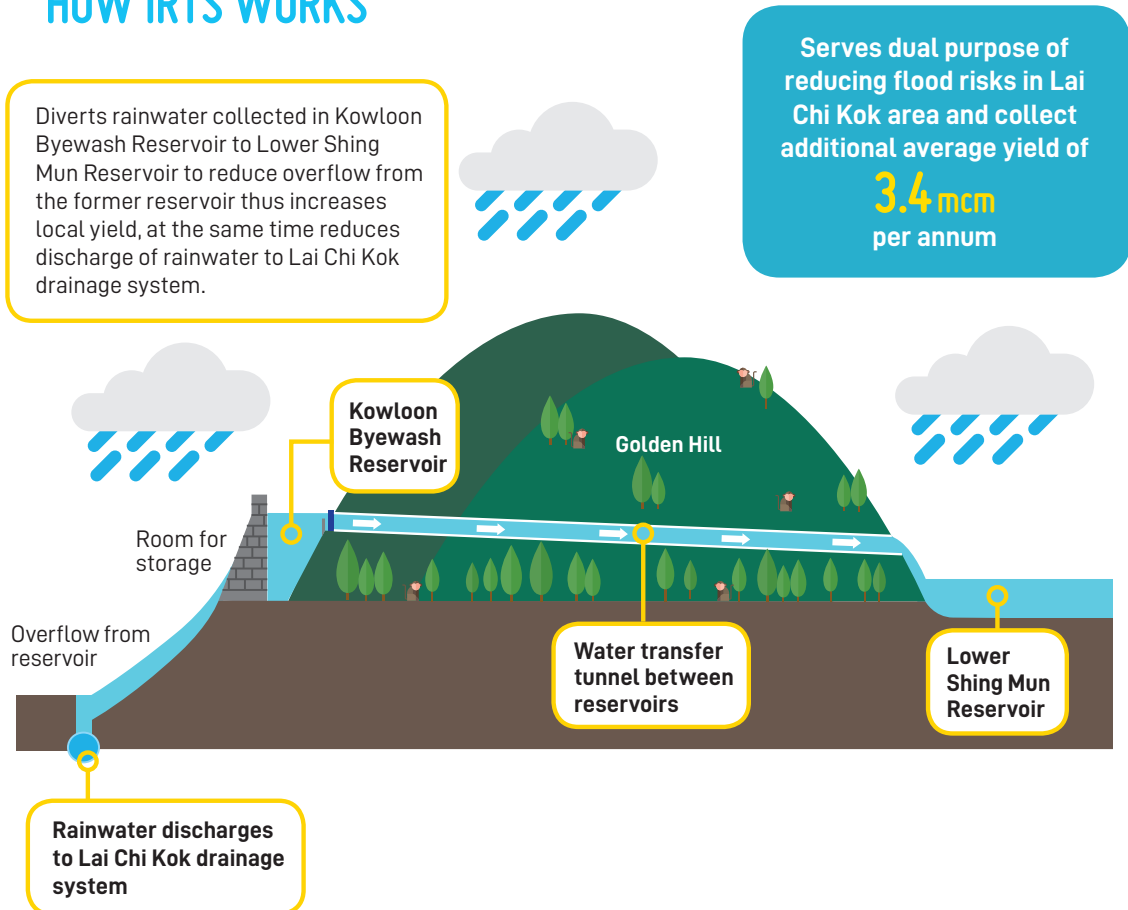 HOW IRTS WORKS
Diverts rainwater collected in Kowloon
Byewash Reservoir to Lower Shing
Mun Reservoir to reduce overflow from
the former reservoir thus increases
local yield, at the same time reduces
discharge of rainwater to Lai Chi Kok
drainage system.
Serves dual purpose of
reducing flood risks in Lai
Chi Kok area and collect
additional average yield of
3.4 mcm
per annum
Kowloon
Byewash
Reservoir
Golden Hill
Room for
storage
Overflow from
reservoir
Water transfer
tunnel between
reservoirs
Lower
Shing Mun
Reservoir
Rainwater discharges
to Lai Chi Kok drainage
system